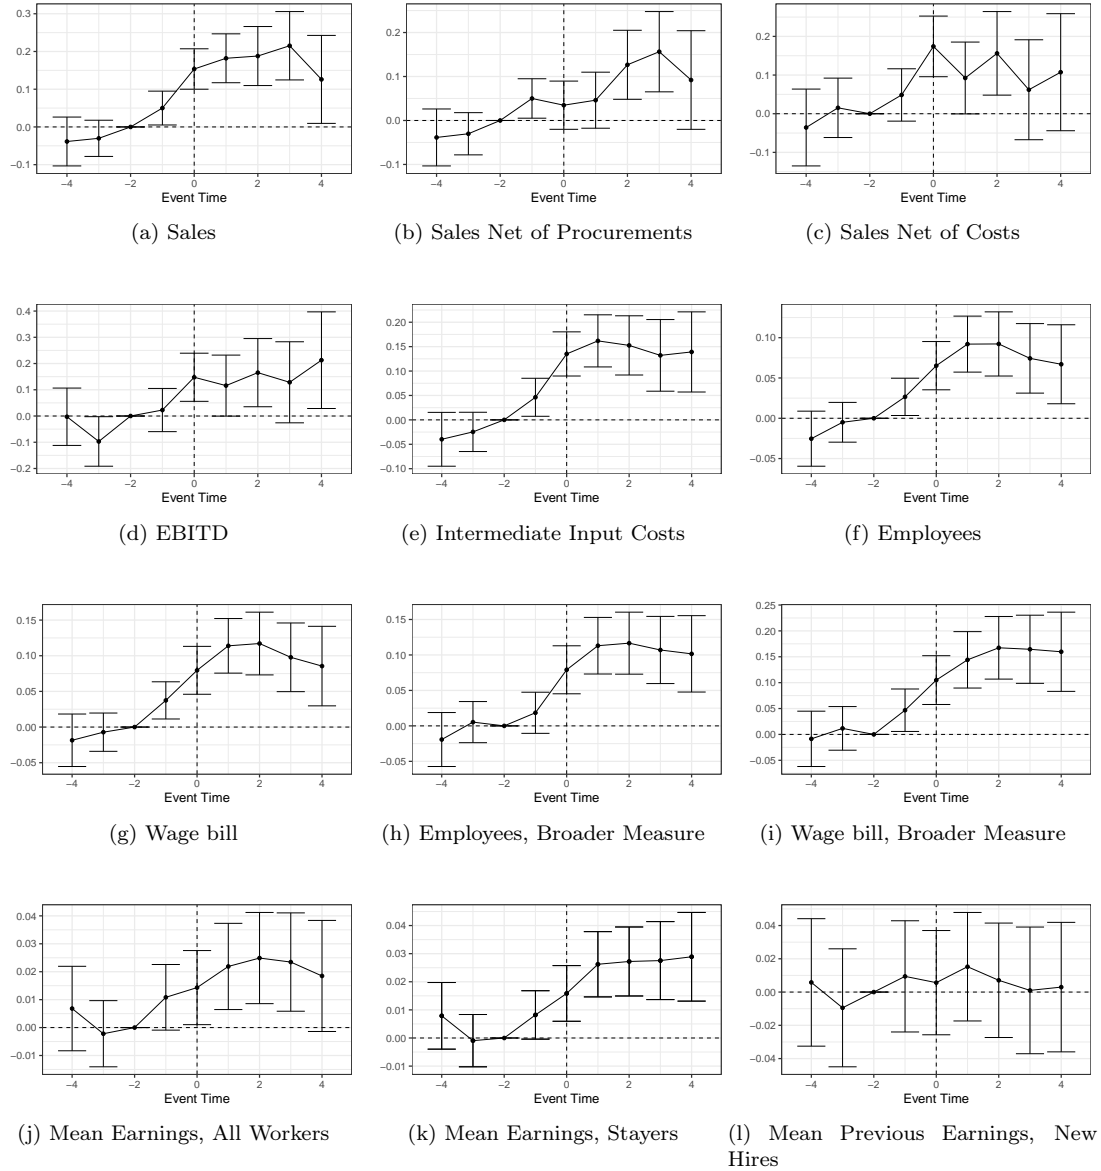 0.3
0.2
0.1
0.0
−0.1
−4 −2 0 2 4
Event Time
(a) Sales
0.2
0.1
0.0
−0.1
−4 −2 0 2 4
Event Time
(b) Sales Net of Procurements
0.2
0.1
0.0
−0.1
−4 −2 0 2 4
Event Time
(c) Sales Net of Costs
0.4
0.3
0.2
0.1
0.0
−0.1
−0.2
−4 −2 0 2 4
Event Time
(d) EBITD
0.20
0.15
0.10
0.05
0.00
−0.05
−0.10
−4 −2 0 2 4
Event Time
(e) Intermediate Input Costs
0.10
0.05
0.00
−0.05
−4 −2 0 2 4
Event Time
(f) Employees
0.15
0.10
0.05
0.00
−0.05
−4 −2 0 2 4
Event Time
(g) Wage bill
0.15
0.10
0.05
0.00
−0.05
−4 −2 0 2 4
Event Time
(h) Employees, Broader Measure
0.25
0.20
0.15
0.10
0.05
0.00
−0.05
−4 −2 0 2 4
Event Time
(i) Wage bill, Broader Measure
0.04
0.03
0.02
0.01
0.00
−0.01
−4 −2 0 2 4
Event Time
(j) Mean Earnings, All Workers
0.04
0.03
0.02
0.01
0.00
−0.01
−4 −2 0 2 4
Event Time
(k) Mean Earnings, Stayers
0.04
0.02
0.00
−0.02
−0.04
−4 −2 0 2 4
Event Time
(l) Mean Previous Earnings, New
Hires